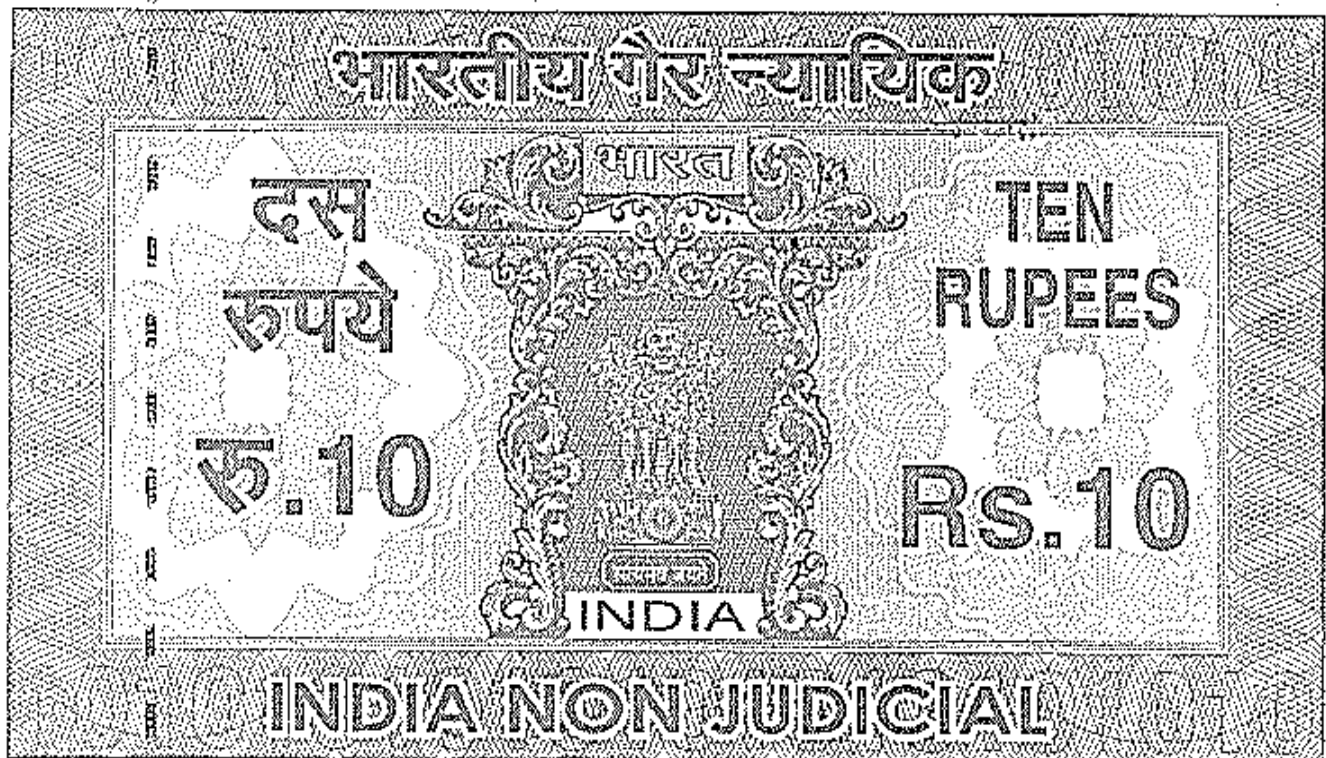 भारतीय गैर न्यायिक
भारत
दस
रुपये
रु.10
TEN
RUPEES
Rs.10
INDIA
INDIA NON JUDICIAL